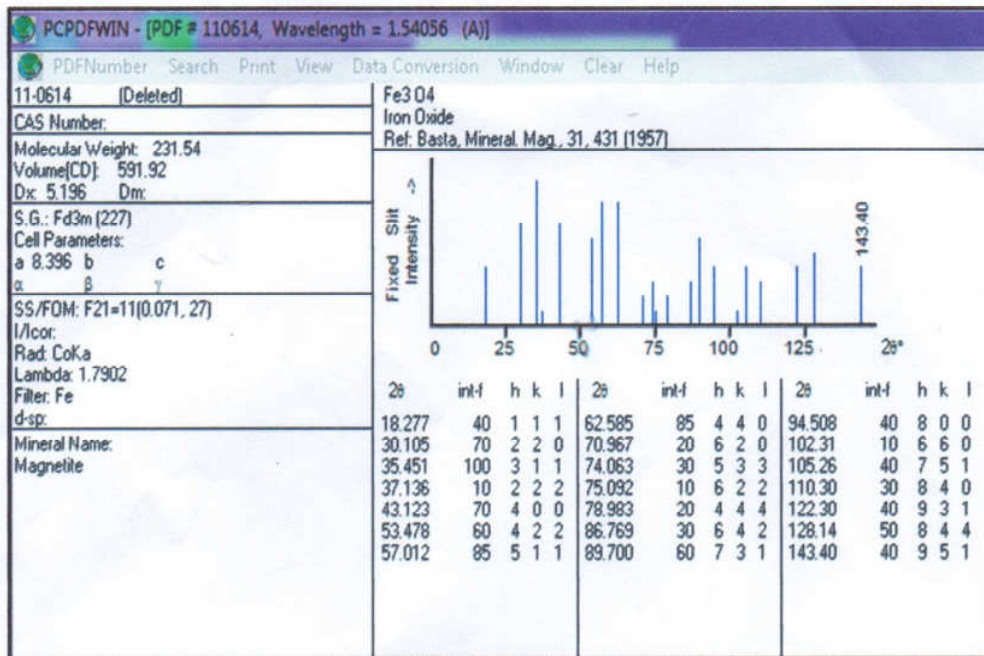 PCPDFWIN - [PDF # 110614, Wavelength = 1.54056 (A)]
PDFNumber Search Print View Data Conversion Window Clear Help
11-0614 (Deleted)
CAS Number:
Molecular Weight: 231.54
Volume[CD]: 591.92
Dx: 5.196 Dm:
S.G.: Fd3m (227)
Cell Parameters:
a 8.396 b c
α β γ
SS/FOM: F21=11(0.071, 27)
I/Icor:
Rad: CoKa
Lambda: 1.7902
Filter: Fe
d-sp:
Mineral Name:
Magnetite
Fe3 O4
Iron Oxide
Ref: Basta, Mineral. Mag., 31, 431 (1957)
Fixed Slit
Intensity ->
143.40
0 25 50 75 100 125 2θ°
2θ int-f h k l 2θ int-f h k l 2θ int-f h k l
18.277 40 1 1 1 62.585 85 4 4 0 94.508 40 8 0 0
30.105 70 2 2 0 70.967 20 6 2 0 102.31 10 6 6 0
35.451 100 3 1 1 74.063 30 5 3 3 105.26 40 7 5 1
37.136 10 2 2 2 75.092 10 6 2 2 110.30 30 8 4 0
43.123 70 4 0 0 78.983 20 4 4 4 122.30 40 9 3 1
53.478 60 4 2 2 86.769 30 6 4 2 128.14 50 8 4 4
57.012 85 5 1 1 89.700 60 7 3 1 143.40 40 9 5 1